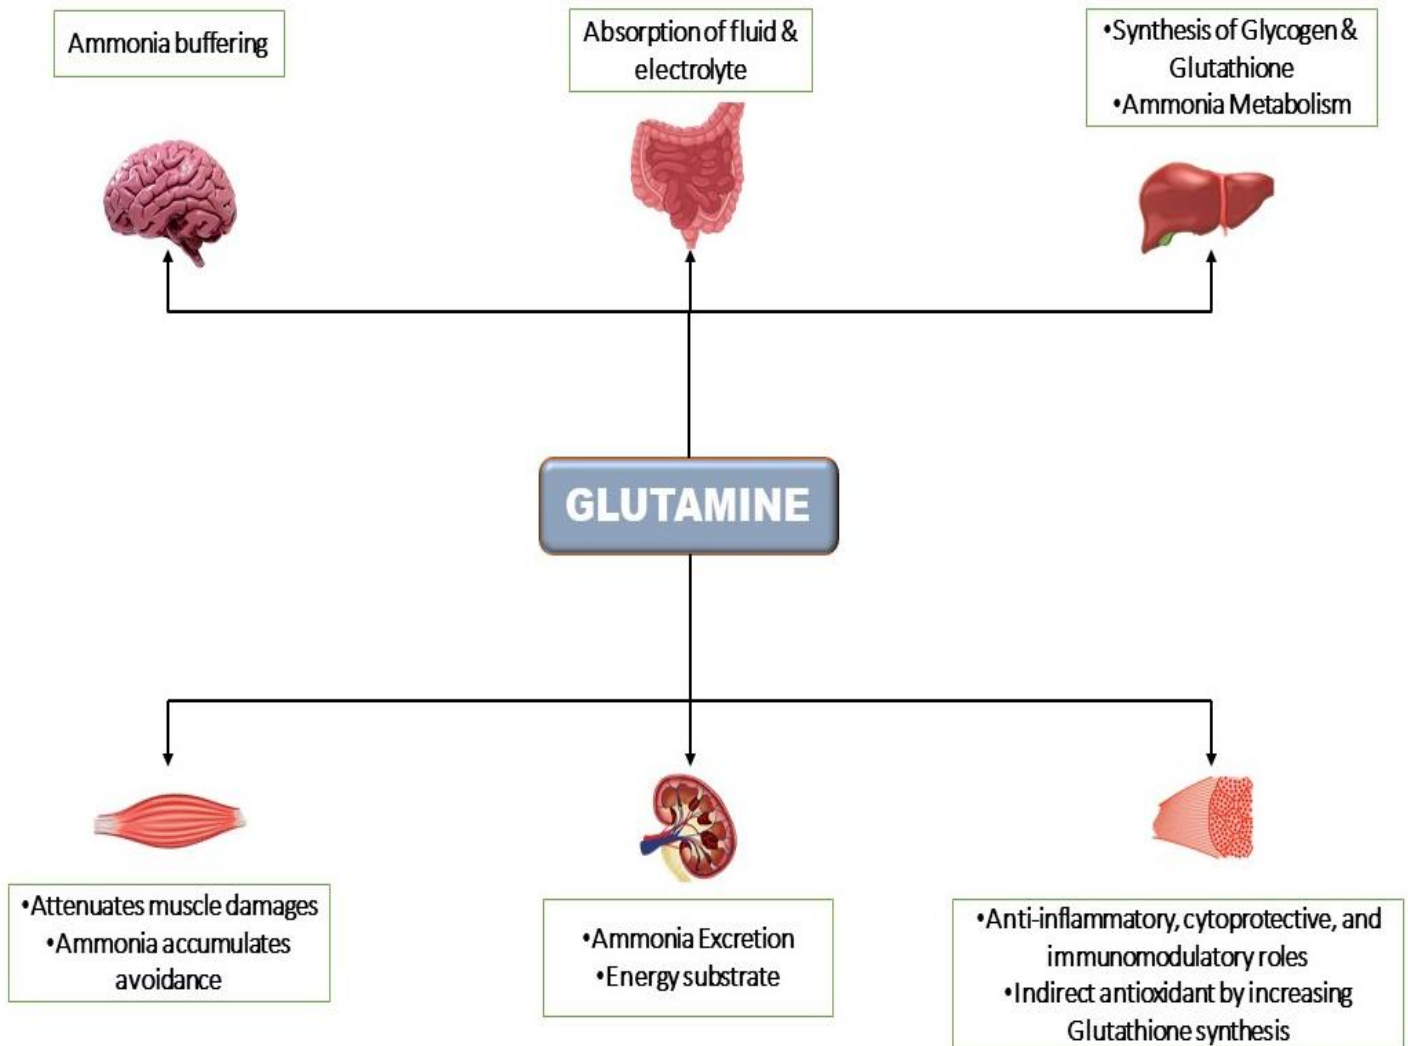 Ammonia buffering
Absorption of fluid &
electrolyte
•Synthesis of Glycogen &
Glutathione
•Ammonia Metabolism
GLUTAMINE
•Attenuates muscle damages
•Ammonia accumulates
avoidance
•Ammonia Excretion
•Energy substrate
•Anti-inflammatory, cytoprotective, and
immunomodulatory roles
•Indirect antioxidant by increasing
Glutathione synthesis